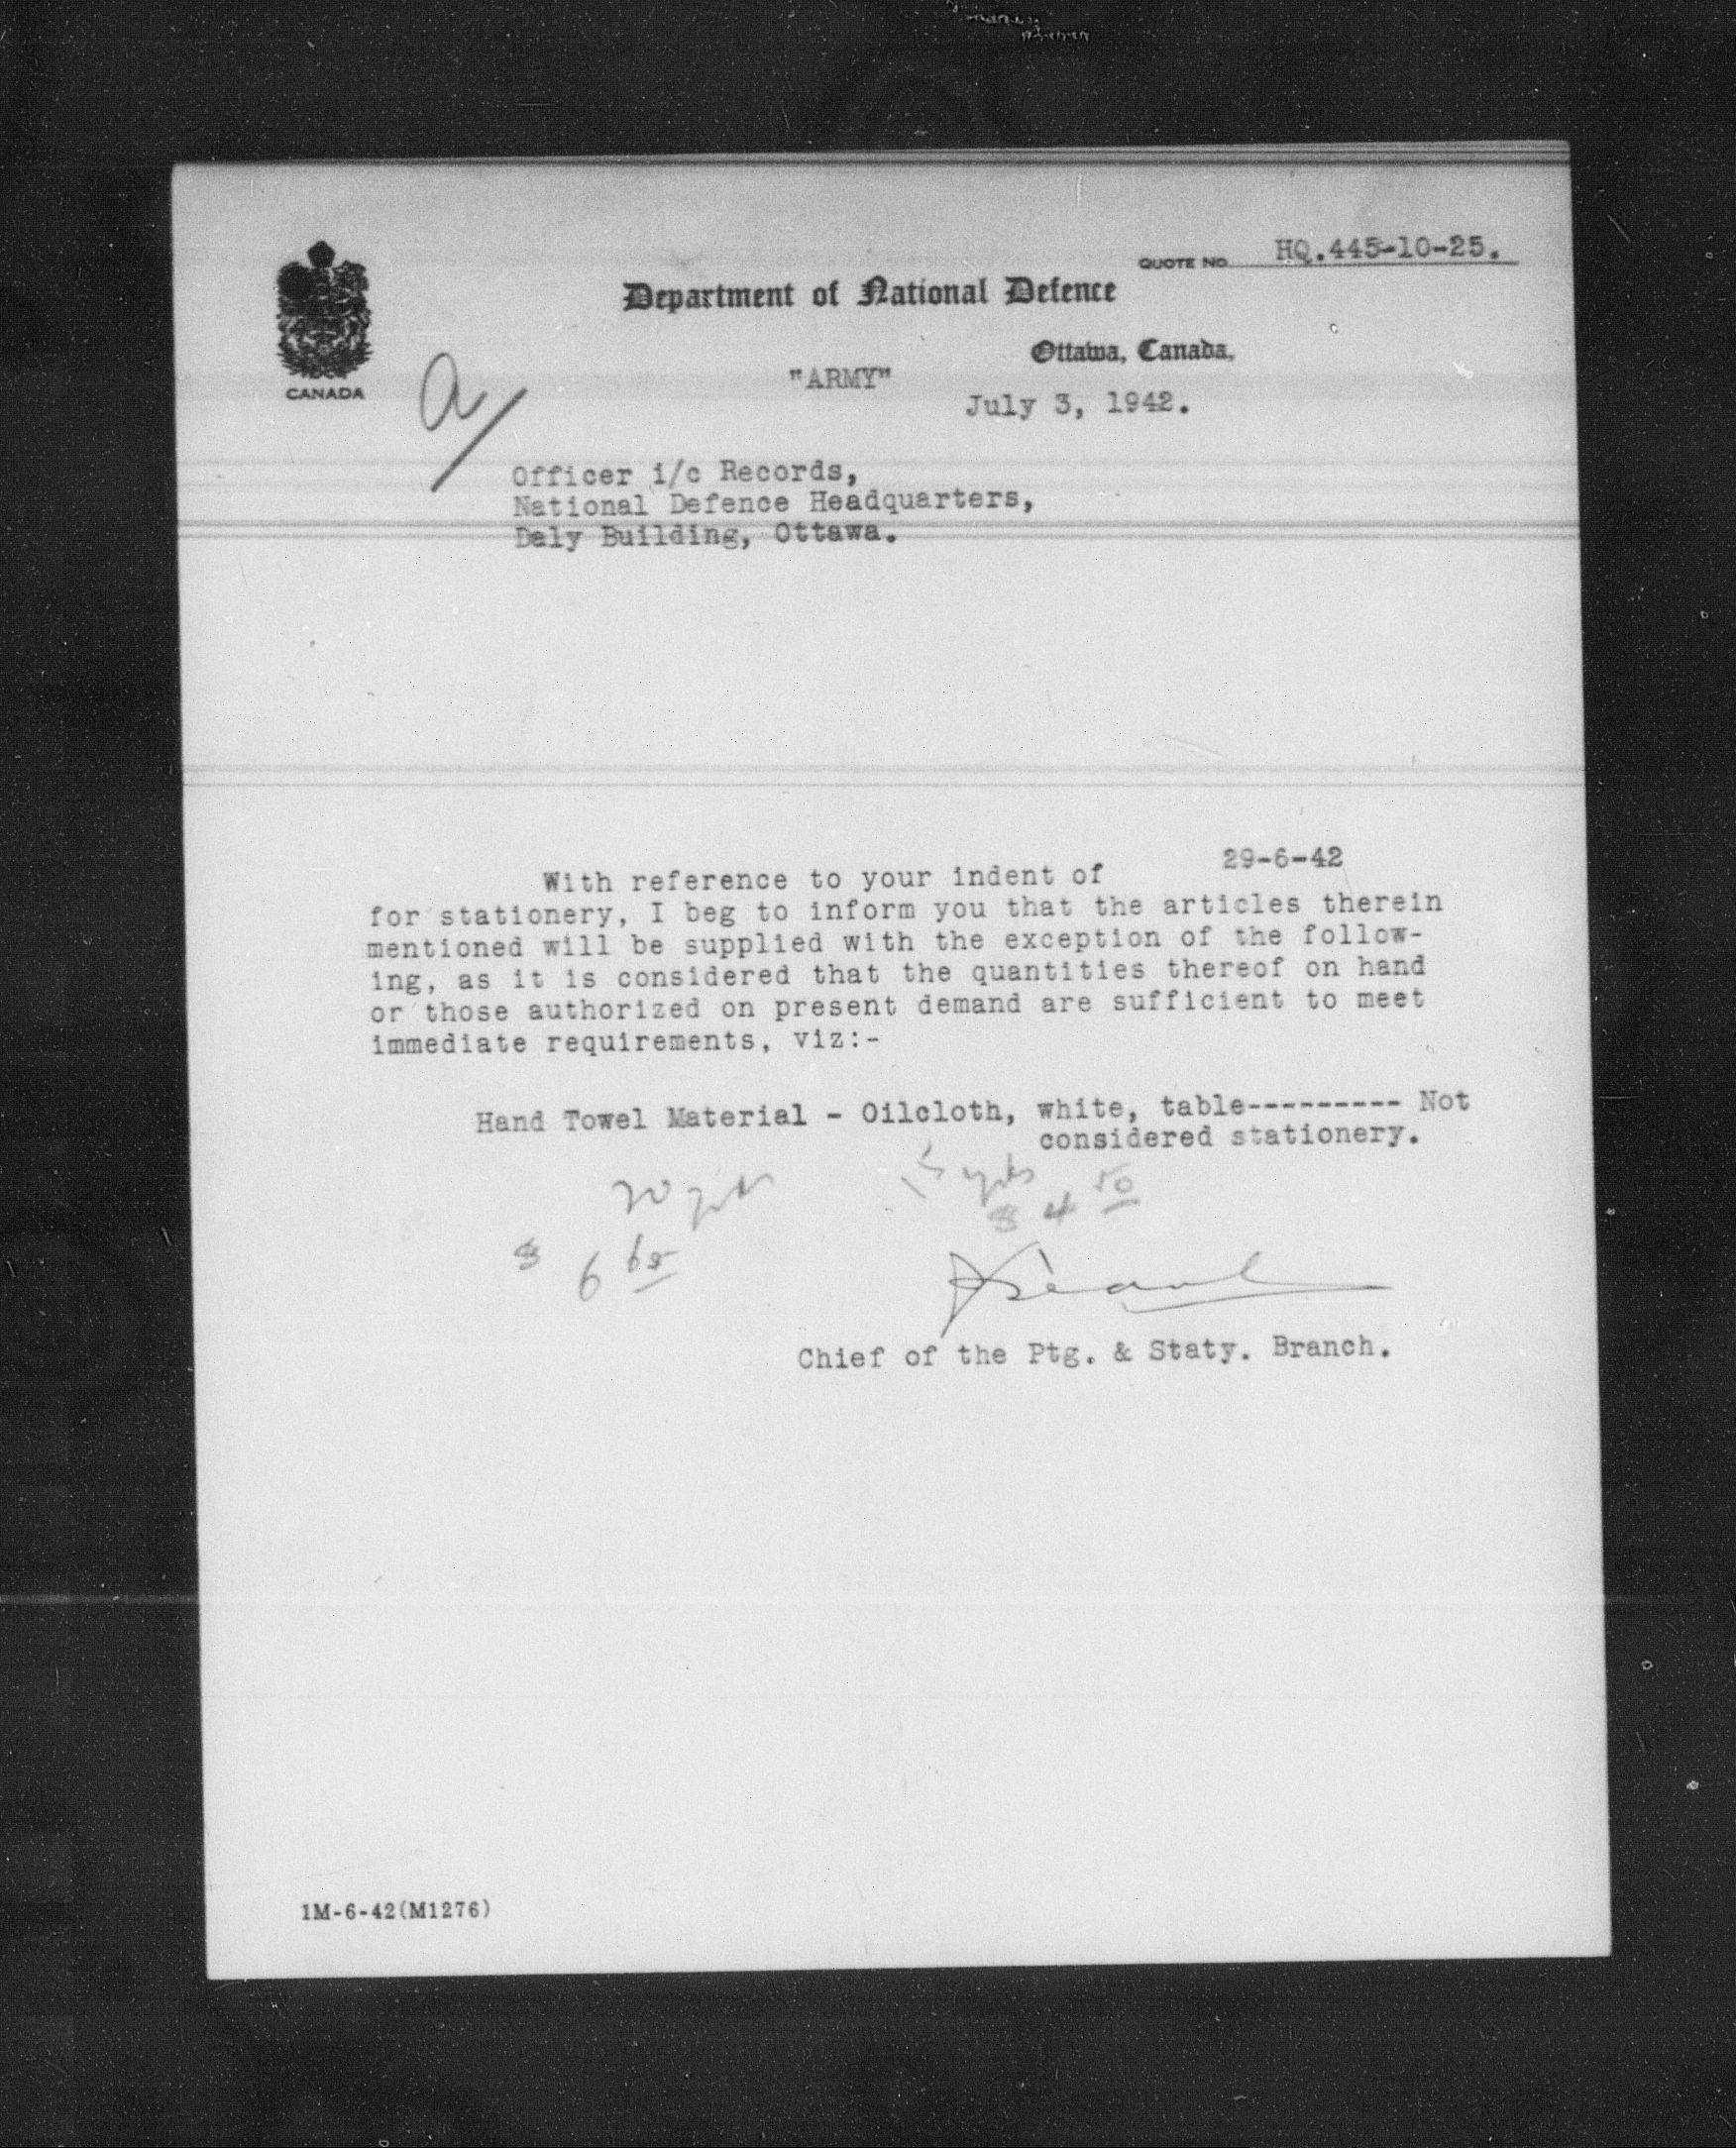 QUOTE NO. HQ.445-10-25.
Department of National Defence
Ottawa, Canada,
"ARMY"
July 3, 1942.
CANADA
a/
Officer i/c Records,
National Defence Headquarters,
Daly Building, Ottawa.
29-6-42
With reference to your indent of
for stationery, I beg to inform you that the articles therein
mentioned will be supplied with the exception of the follow-
ing, as it is considered that the quantities thereof on hand
or those authorized on present demand are sufficient to meet
immediate requirements, viz:-
Hand Towel Material - Oilcloth, white, table--------- Not
considered stationery.
15 yds
$ 4 50
$ 6
Chief of the Ptg. & Staty. Branch.
1M-6-42(M1276)